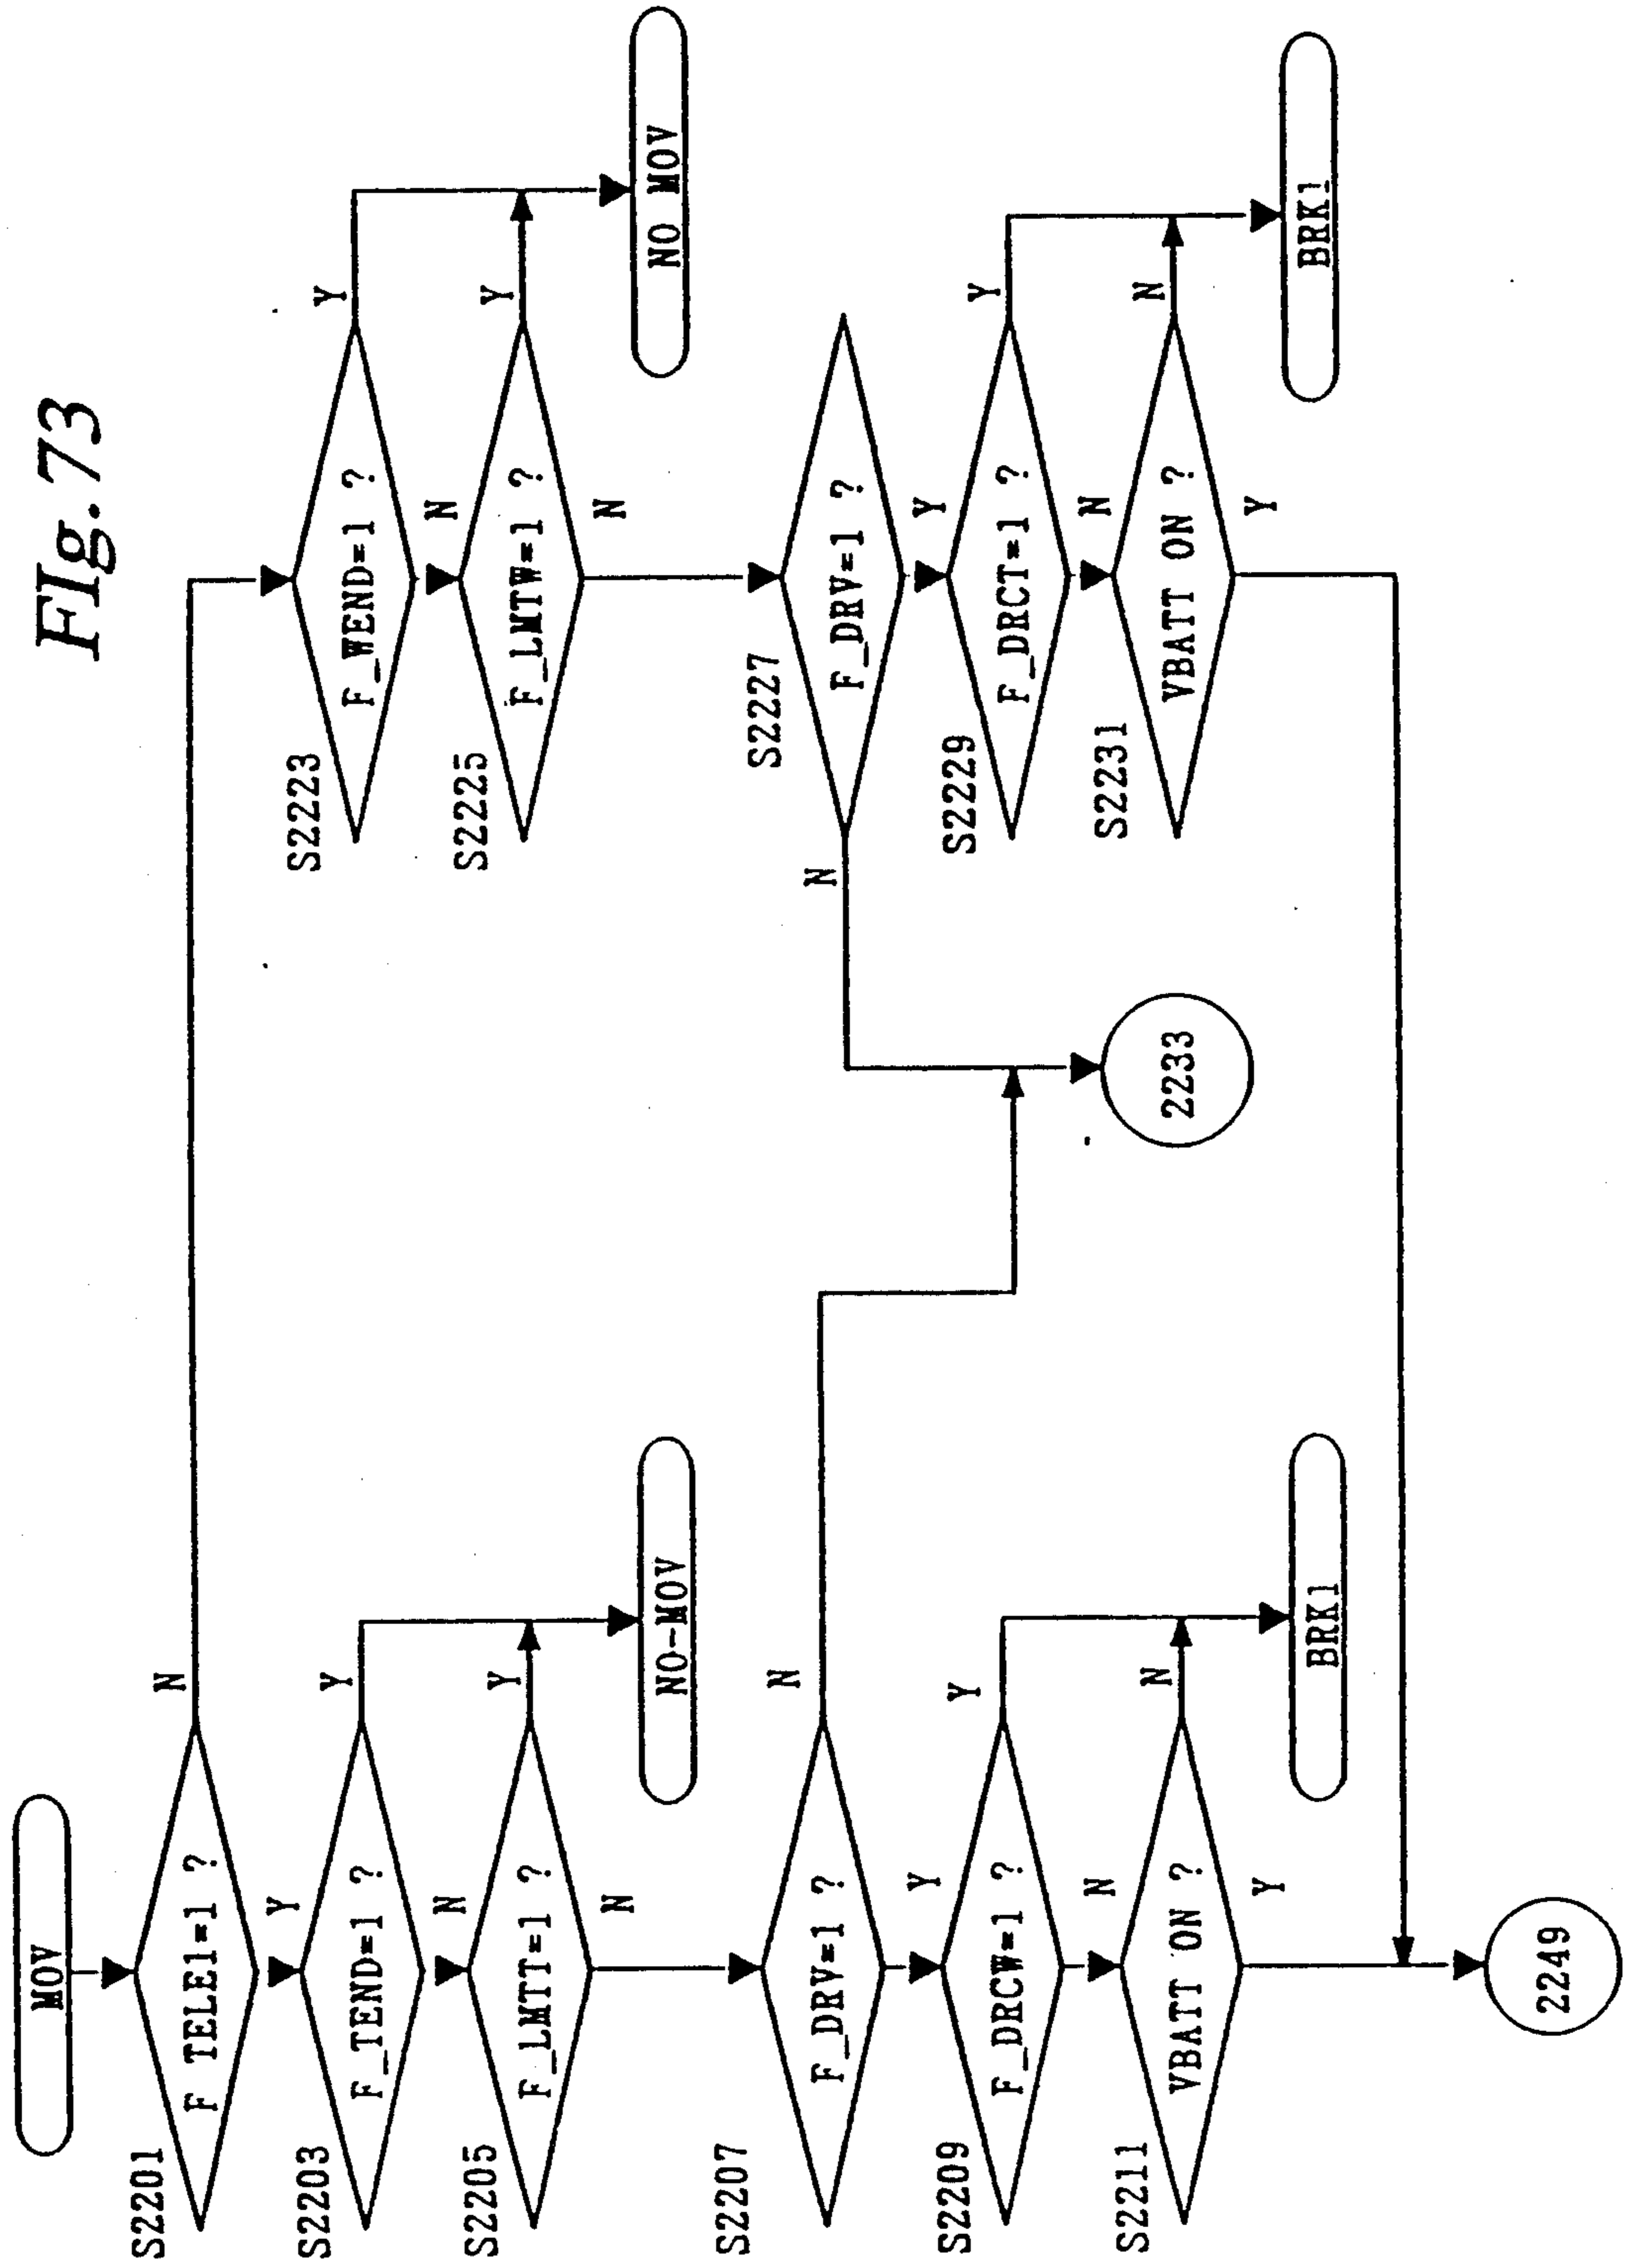 FIg. 73
MOV
S2201
F TELE1=1 ?
N
Y
S2203
F_TEND=1 ?
Y
N
S2205
F_LMTT=1 ?
Y
N
NO-MOV
S2207
F_DRV=1 ?
N
Y
S2209
F_DRCW=1 ?
Y
N
S2211
VBATT ON ?
N
Y
BRK1
2249
S2223
F_WEND=1 ?
Y
N
S2225
F_LMTW=1 ?
Y
N
NO MOV
S2227
F_DRV=1 ?
N
Y
2233
S2229
F_DRCT=1 ?
Y
N
S2231
VBATT ON ?
N
Y
BRK1